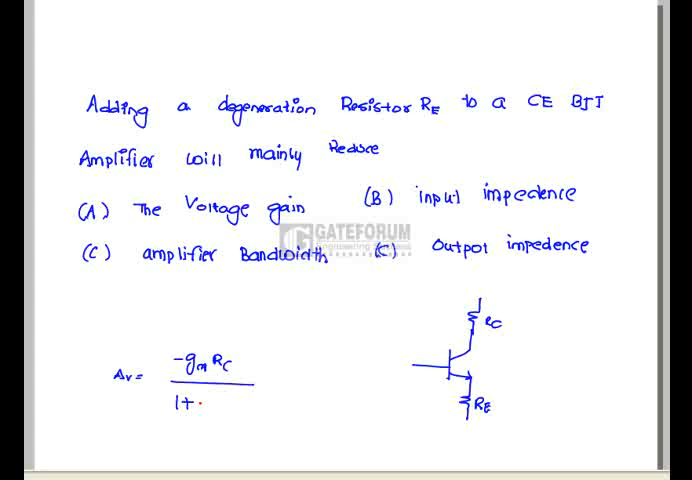 Adding a degeneration Resistor RE to a CE BJT
Amplifier will mainly Reduce
(A) The Voltage gain (B) input impedence
GATEFORUM
(C) amplifier Bandwidth (C) Output impedence
RC
Av = -gm RC
1+
RE